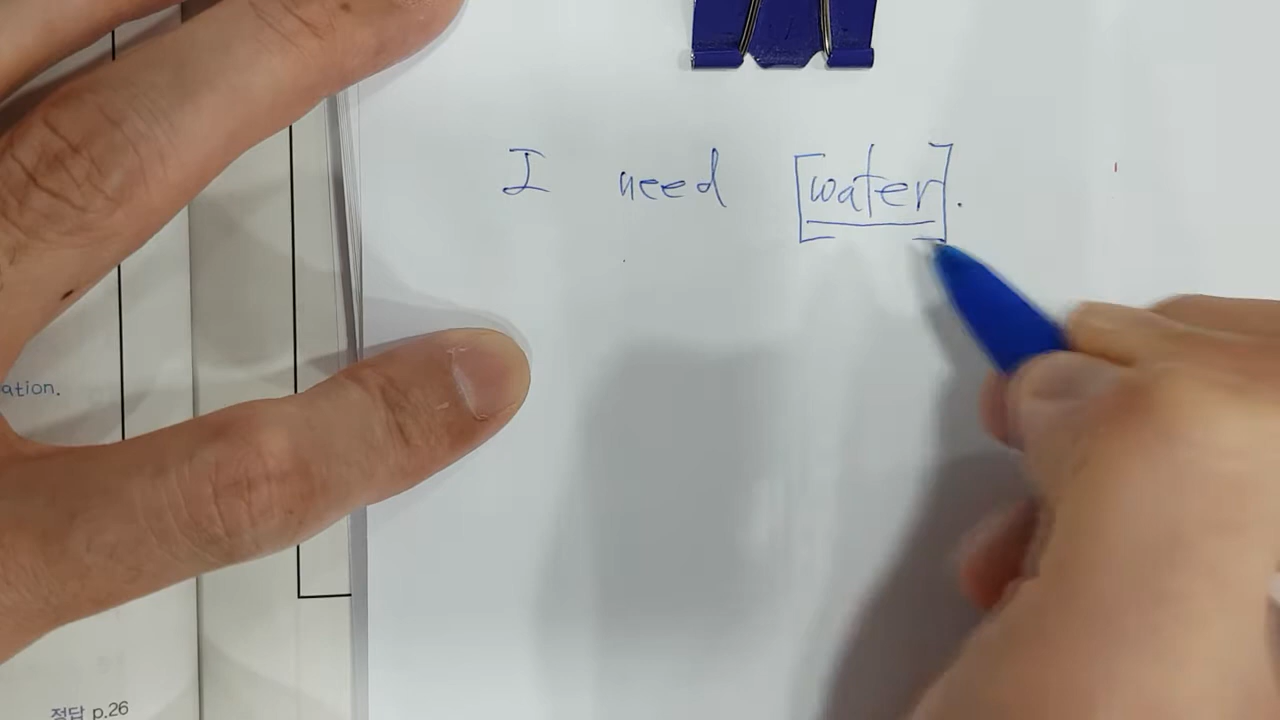 I need [water].
ation.
정답 p.26